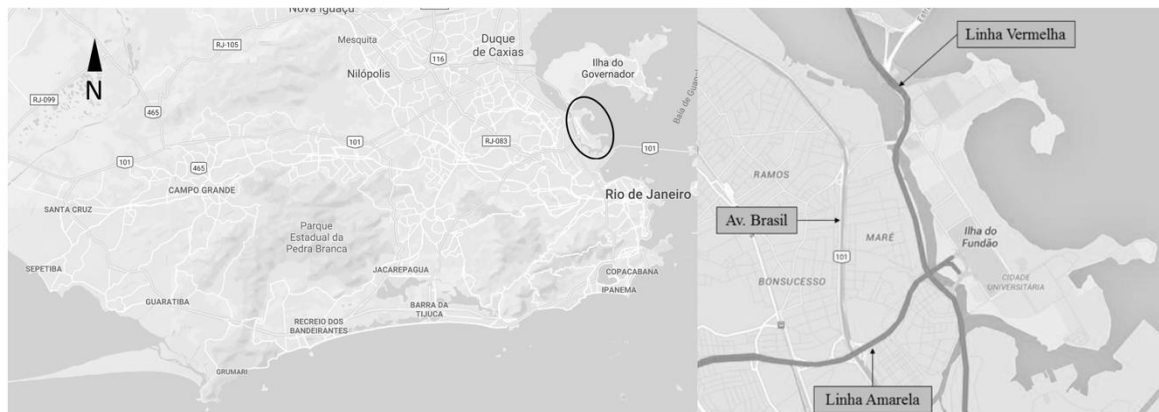 Nova Iguaçu
RJ-105
Mesquita
Duque
de Caxias
116
Nilópolis
Ilha do
Governador
N
RJ-099
465
101
RJ-083
101
101
465
CAMPO GRANDE
Rio de Janeiro
SANTA CRUZ
Parque
Estadual da
Pedra Branca
SEPETIBA
JACAREPAGUA
COPACABANA
IPANEMA
GUARATIBA
BARRA DA
TIJUCA
RECREIO DOS
BANDEIRANTES
GRUMARI
Linha Vermelha
RAMOS
Av. Brasil
MARÉ
Ilha do
Fundão
101
BONSUCESSO
CIDADE
UNIVERSITÁRIA
Linha Amarela